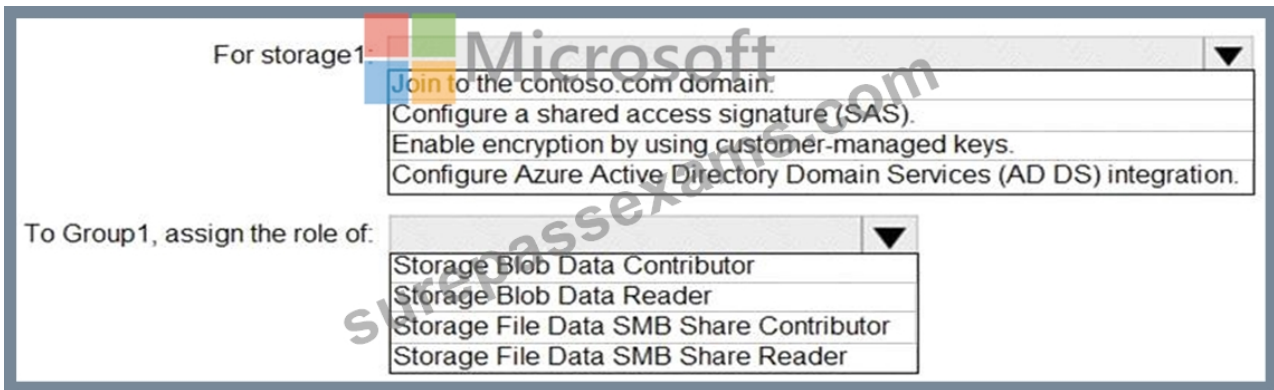 Microsoft
For storage1:
Join to the contoso.com domain.
Configure a shared access signature (SAS).
Enable encryption by using customer-managed keys.
Configure Azure Active Directory Domain Services (AD DS) integration.
To Group1, assign the role of:
Storage Blob Data Contributor
Storage Blob Data Reader
Storage File Data SMB Share Contributor
Storage File Data SMB Share Reader
surepassexams.com